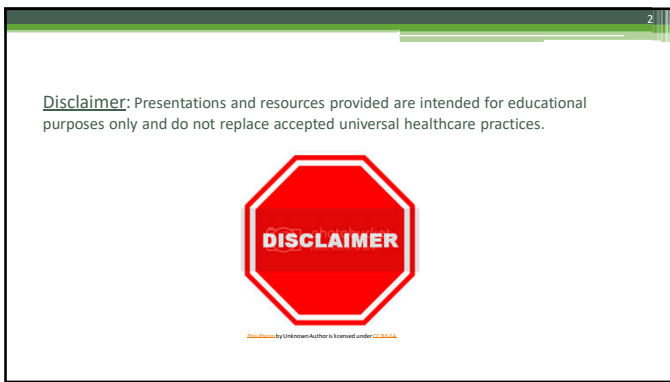 2
Disclaimer: Presentations and resources provided are intended for educational
purposes only and do not replace accepted universal healthcare practices.
photobucket
DISCLAIMER
This Photo by Unknown Author is licensed under CC BY-SA